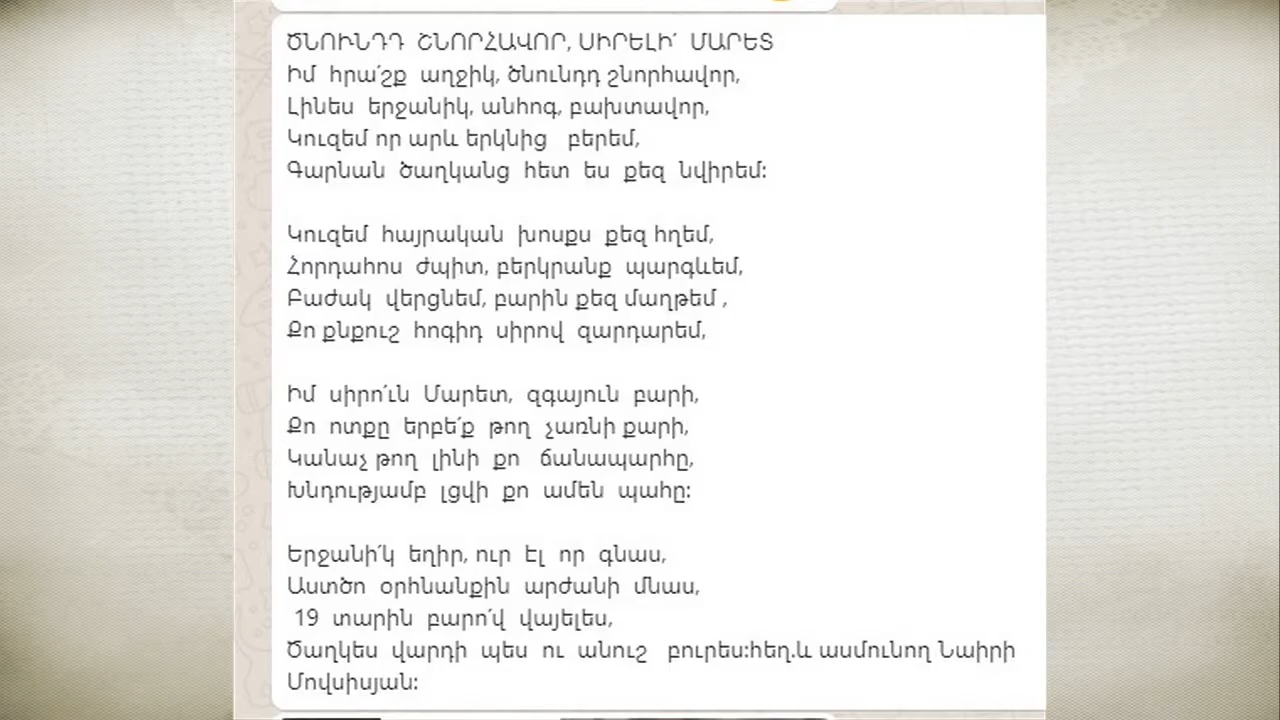 ԾՆՈՒՆԴԴ ՇՆՈՐՀԱՎՈՐ, ՍԻՐԵԼԻ՛ ՄԱՐԵՏ
Իմ հրա՛շք աղջիկ, ծնունդդ շնորհավոր,
Լինես երջանիկ, անհոգ, բախտավոր,
Կուզեմ որ արև երկնից բերեմ,
Գարնան ծաղկանց հետ ես քեզ նվիրեմ:
Կուզեմ հայրական խոսքս քեզ հղեմ,
Հորդահոս ժպիտ, բերկրանք պարգևեմ,
Բաժակ վերցնեմ, բարին քեզ մաղթեմ ,
Քո քնքուշ հոգիդ սիրով զարդարեմ,
Իմ սիրո՛ւն Մարետ, զգայուն բարի,
Քո ոտքը երբե՛ք թող չառնի քարի,
Կանաչ թող լինի քո ճանապարհը,
Խնդությամբ լցվի քո ամեն պահը:
Երջանի՛կ եղիր, ուր էլ որ գնաս,
Աստծո օրհնանքին արժանի մնաս,
19 տարին բարո՛վ վայելես,
Ծաղկես վարդի պես ու անուշ բուրես:հեղ.և ասմունող Նաիրի
Մովսիսյան: